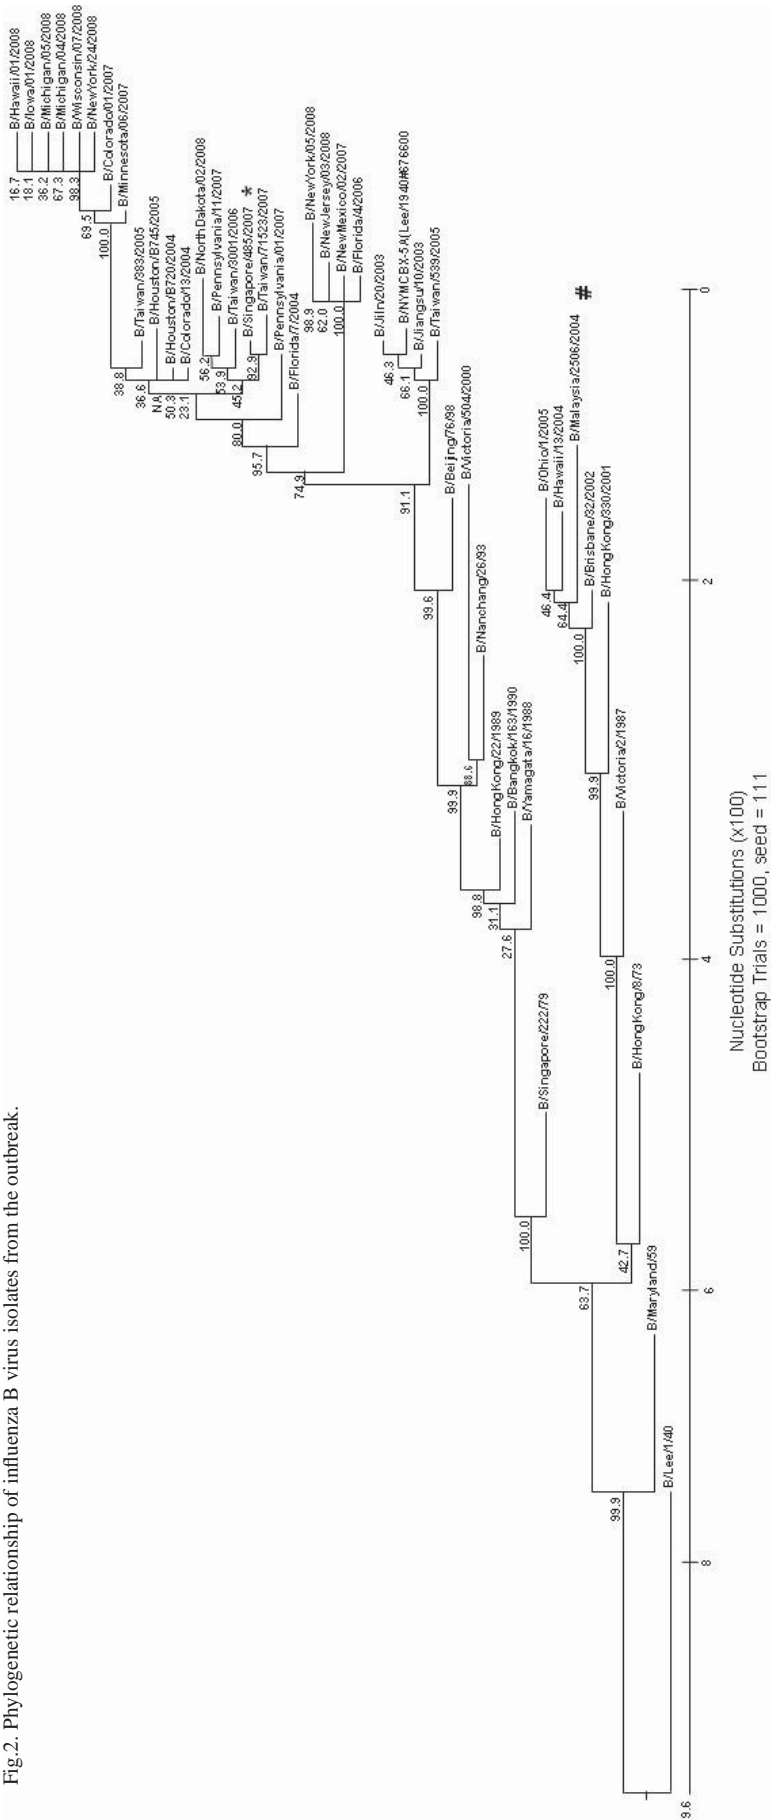 Fig.2. Phylogenetic relationship of influenza B virus isolates from the outbreak.
16.7
B/Hawaii/01/2008
18.1
B/Iowa/01/2008
36.2
B/Michigan/05/2008
67.3
B/Michigan/04/2008
98.3
B/Wisconsin/07/2008
B/NewYork/24/2008
69.5
B/Colorado/01/2007
100.0
B/Minnesota/06/2007
38.8
B/Taiwan/383/2005
36.6
B/Houston/B745/2005
NA
50.3
B/Houston/B720/2004
23.1
B/Colorado/13/2004
B/NorthDakota/02/2008
56.2
B/Pennsylvania/11/2007
53.9
B/Taiwan/3001/2006
45.2
B/Singapore/485/2007 *
92.9
B/Taiwan/71523/2007
80.0
B/Pennsylvania/01/2007
95.7
B/Florida/7/2004
74.9
98.9
B/NewYork/05/2008
62.0
B/NewJersey/03/2008
100.0
B/NewMexico/02/2007
B/Florida/4/2006
B/Jilin/20/2003
46.3
B/NYMCBX-5A(Lee/1940#676600
66.1
B/Jiangsu/10/2003
100.0
B/Taiwan/539/2005
91.1
B/Beijing/76/98
99.6
B/Victoria/504/2000
88.6
B/Nanchang/26/93
99.9
B/HongKong/22/1989
98.8
B/Bangkok/163/1990
31.1
B/Yamagata/16/1988
27.6
B/Singapore/222/79
100.0
B/Ohio/1/2005
46.4
B/Hawaii/13/2004
64.4
B/Malaysia/2506/2004 #
100.0
B/Brisbane/32/2002
B/HongKong/330/2001
99.9
B/Victoria/2/1987
100.0
B/HongKong/8/73
42.7
63.7
B/Maryland/59
99.9
B/Lee/1/40
9.6
8
6
4
2
0
Nucleotide Substitutions (x100)
Bootstrap Trials = 1000, seed = 111